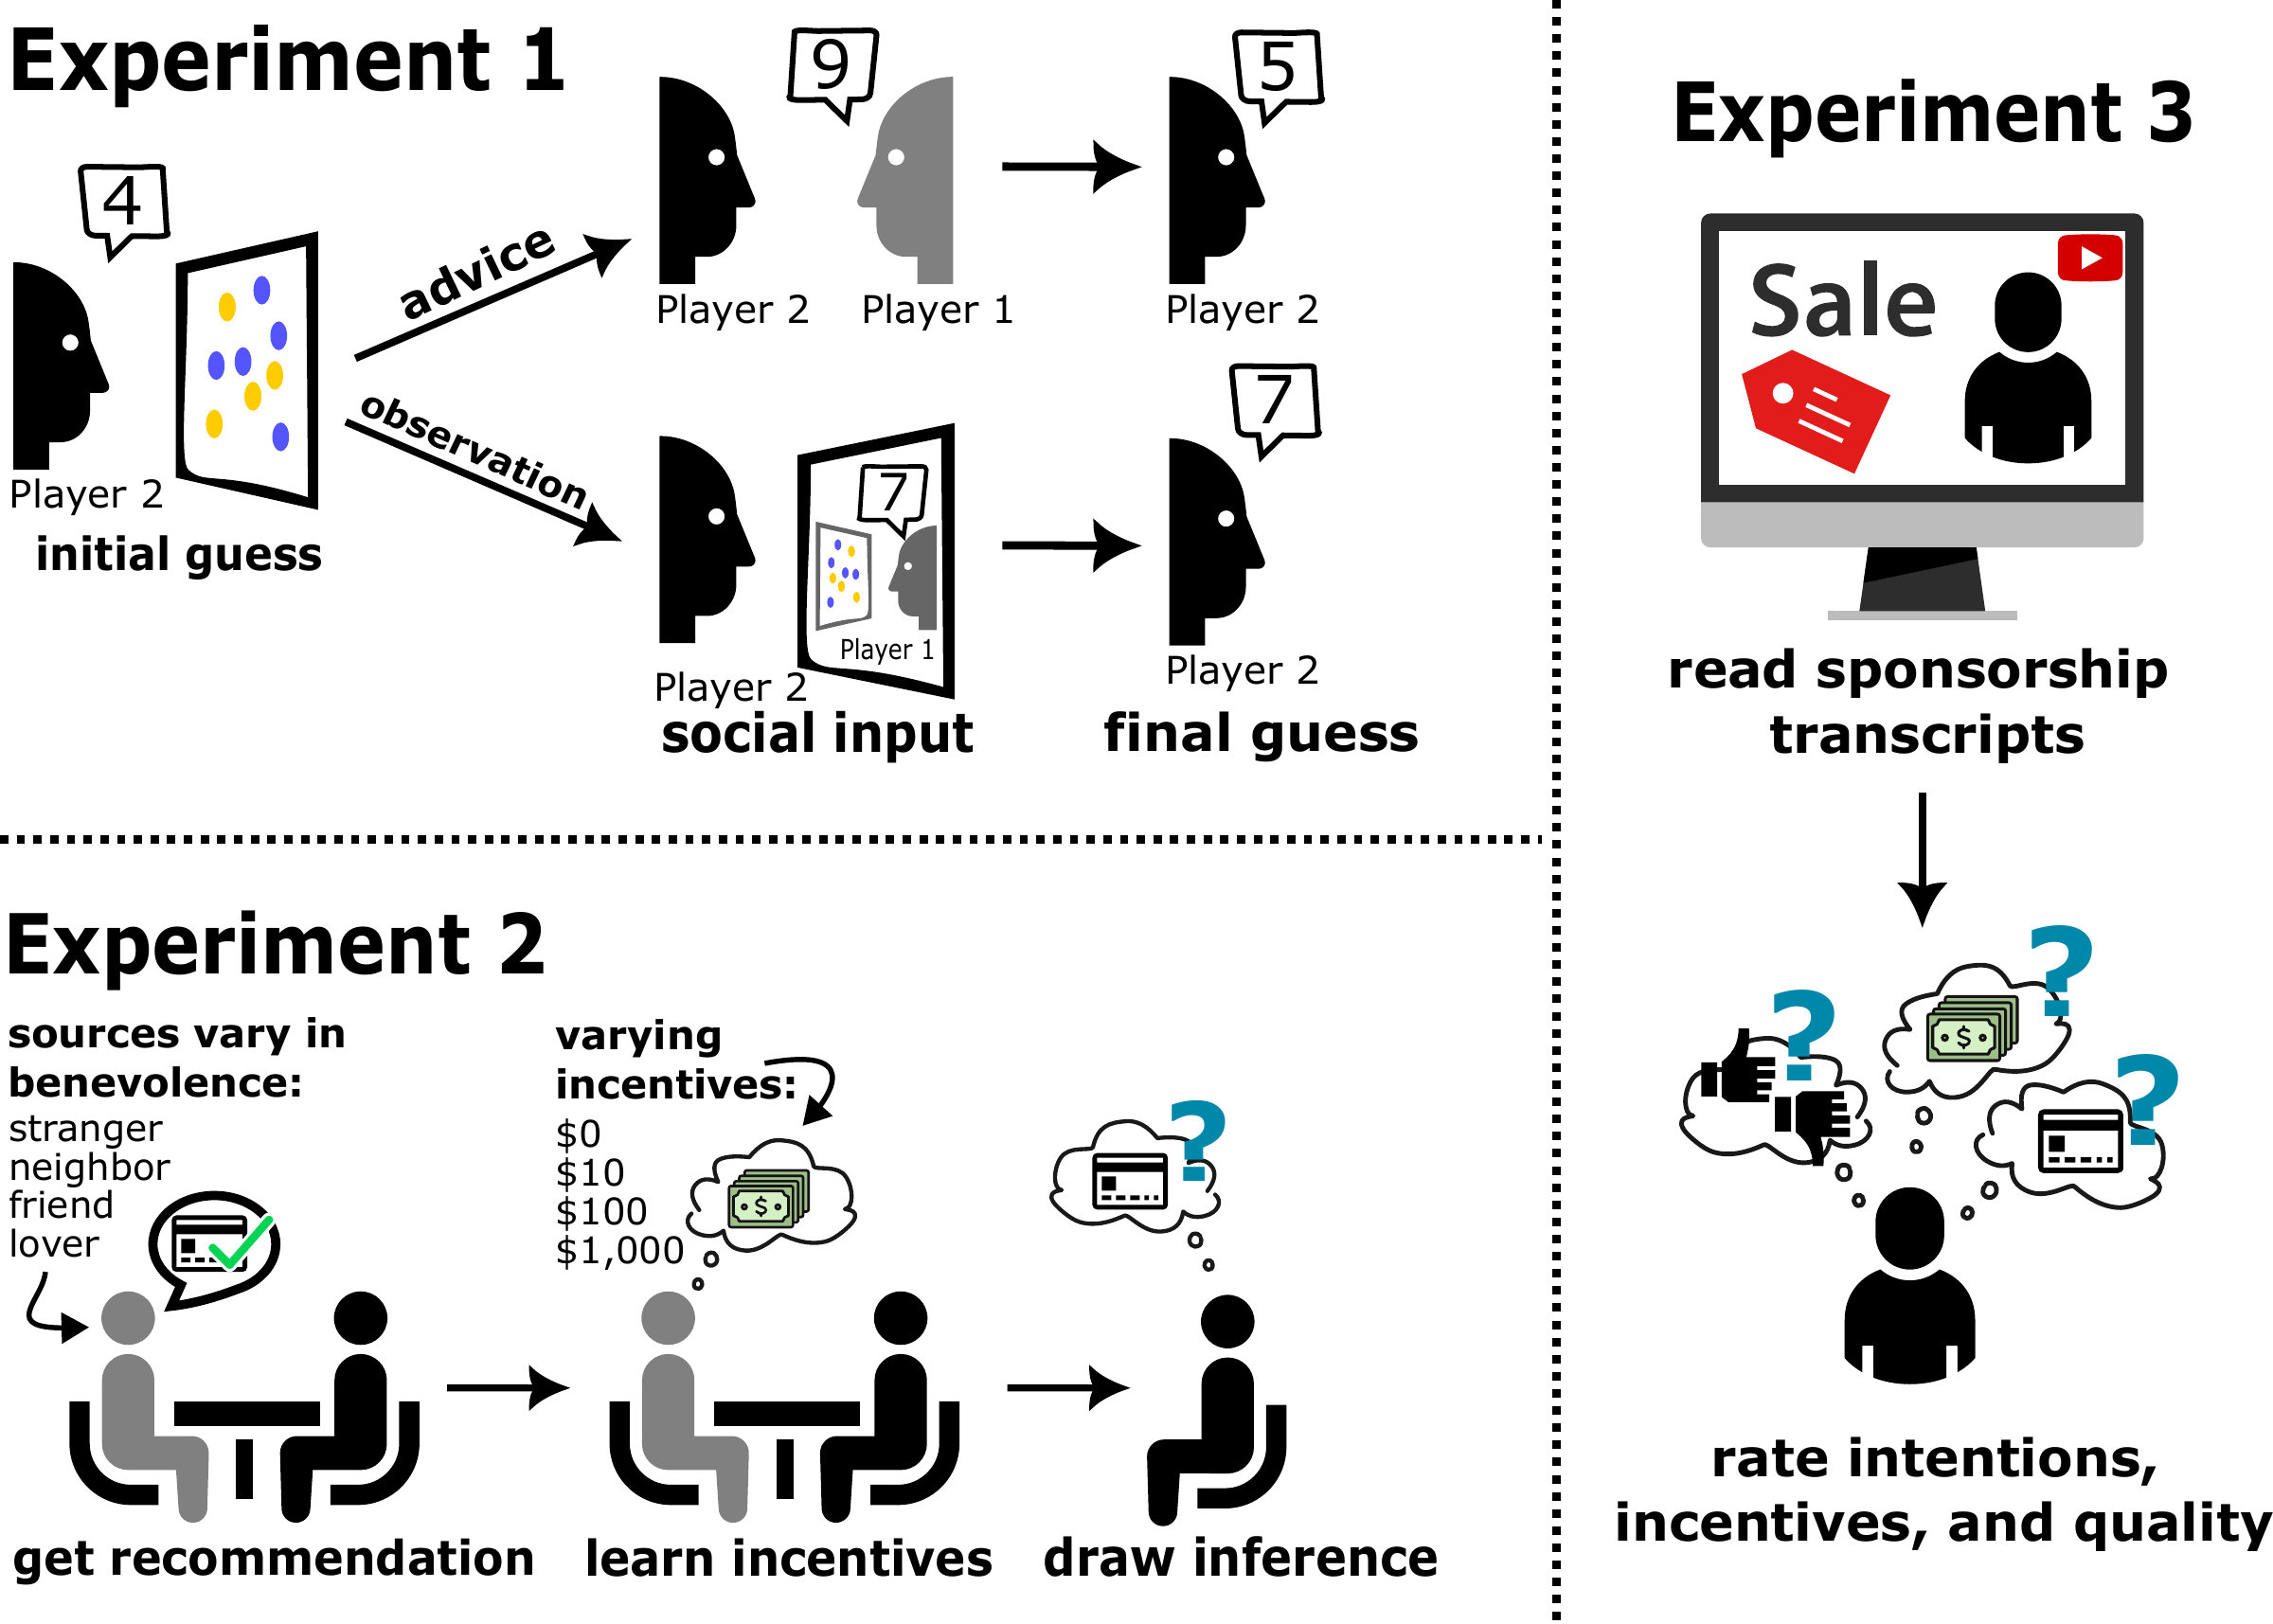 Experiment 1
4
Player 2
initial guess
advice
observation
9
Player 2
Player 1
5
Player 2
7
Player 1
Player 2
social input
7
Player 2
final guess
Experiment 2
sources vary in
benevolence:
stranger
neighbor
friend
lover
get recommendation
varying
incentives:
$0
$10
$100
$1,000
$
learn incentives
?
draw inference
Experiment 3
Sale
read sponsorship
transcripts
?
$
?
?
rate intentions,
incentives, and quality